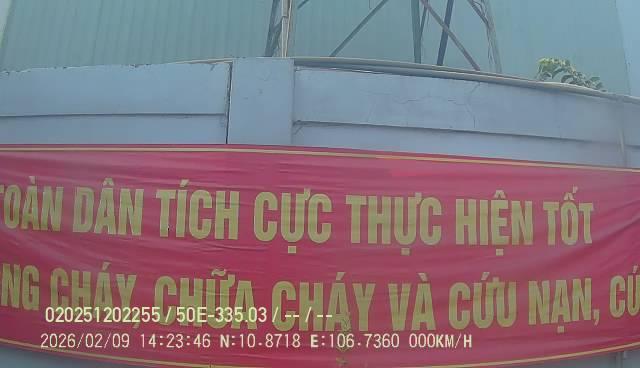 TOÀN DÂN TÍCH CỰC THỰC HIỆN TỐT
NG CHÁY, CHỮA CHÁY VÀ CỨU NẠN, CỨ
020251202255 / 50E-335.03 / -- / --
2026/02/09 14:23:46 N:10.8718 E:106.7360 000KM/H